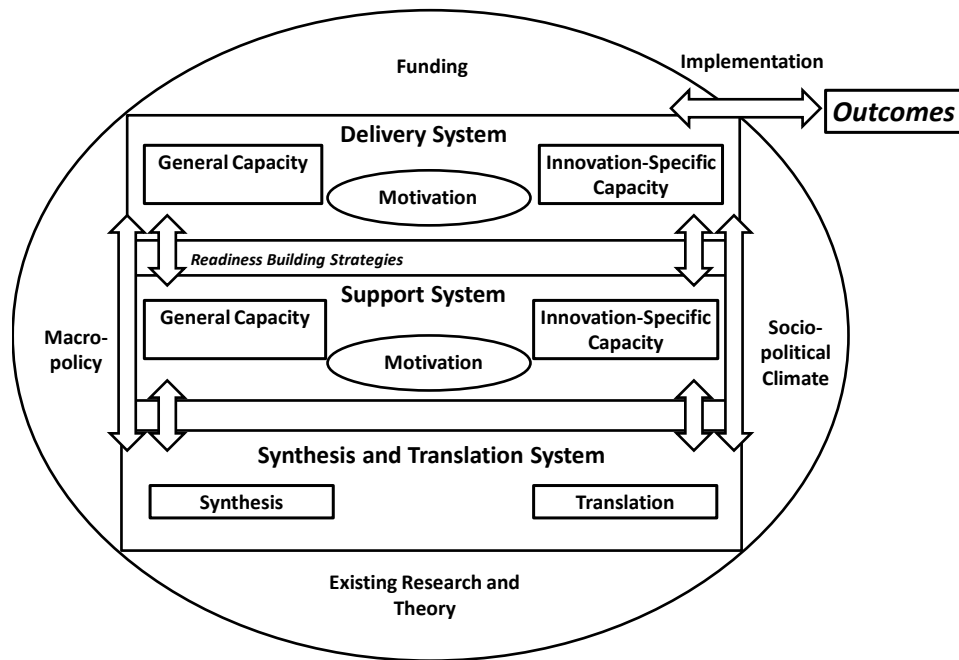 Funding
Implementation
Outcomes
Delivery System
General Capacity
Innovation-Specific
Capacity
Motivation
Readiness Building Strategies
Support System
General Capacity
Innovation-Specific
Capacity
Motivation
Macro-
policy
Socio-
political
Climate
Synthesis and Translation System
Synthesis
Translation
Existing Research and
Theory